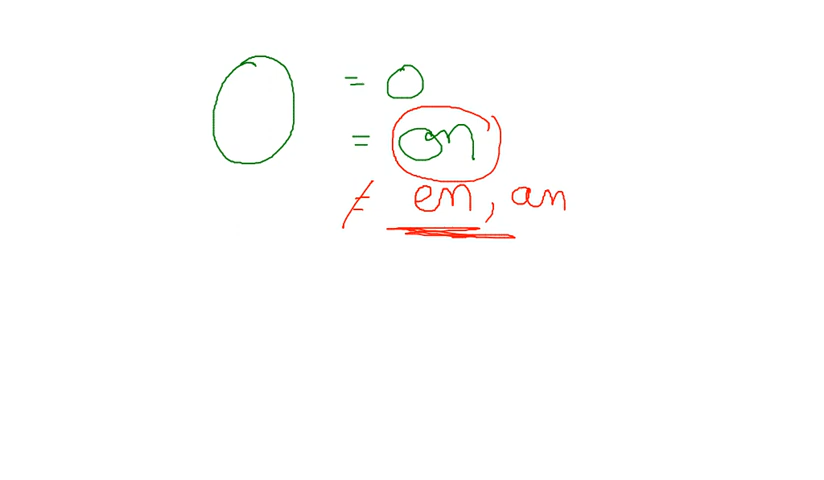 O = o
= on
≠ en, an